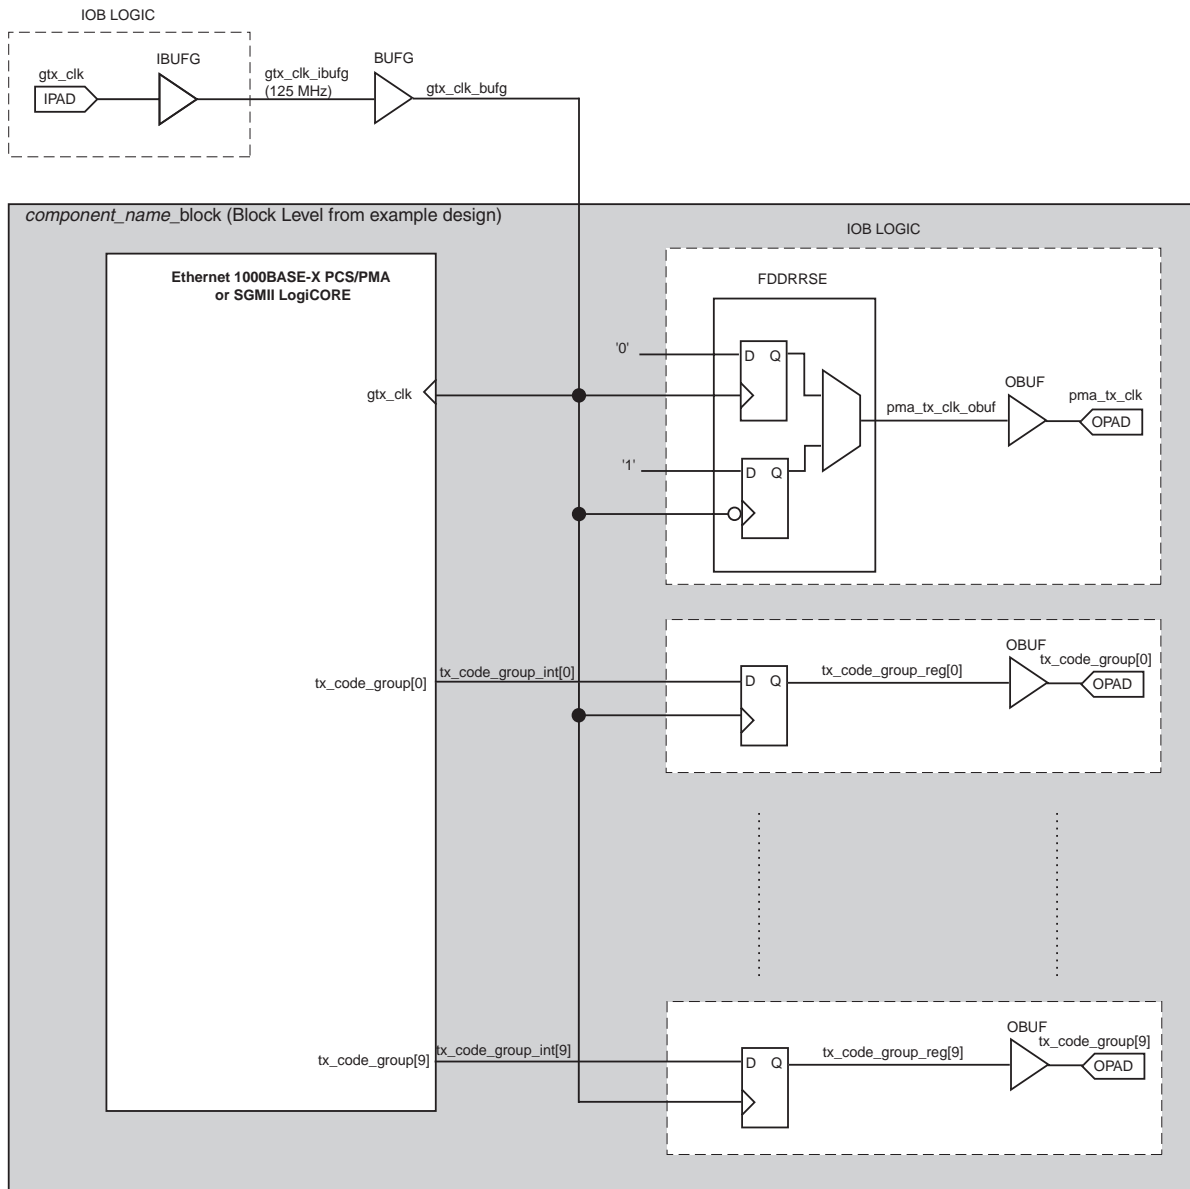 IOB LOGIC
gtx_clk
IPAD
IBUFG
gtx_clk_ibufg
(125 MHz)
BUFG
gtx_clk_bufg
component_name_block (Block Level from example design)
Ethernet 1000BASE-X PCS/PMA
or SGMII LogiCORE
gtx_clk
IOB LOGIC
FDDRRSE
'0'
D Q
'1'
D Q
pma_tx_clk_obuf
OBUF
pma_tx_clk
OPAD
tx_code_group[0]
tx_code_group_int[0]
D Q
tx_code_group_reg[0]
OBUF
tx_code_group[0]
OPAD
tx_code_group[9]
tx_code_group_int[9]
D Q
tx_code_group_reg[9]
OBUF
tx_code_group[9]
OPAD